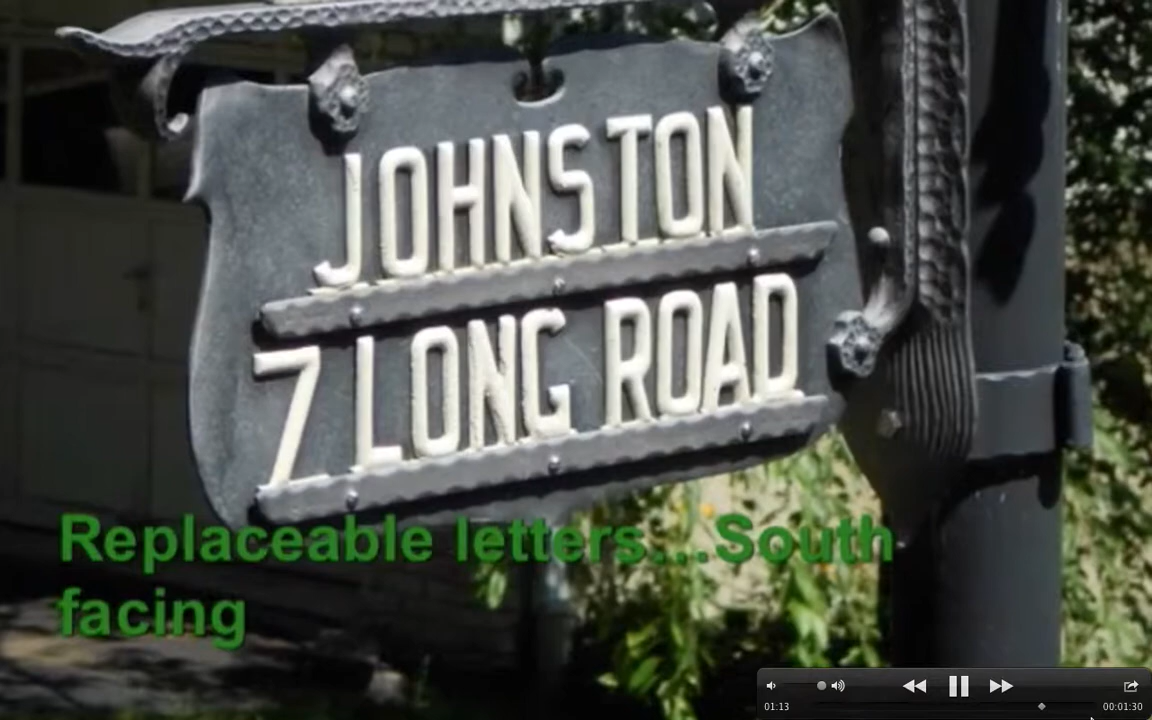 JOHNSTON
7 LONG ROAD
Replaceable letters....South
facing
01:13
00:01:30